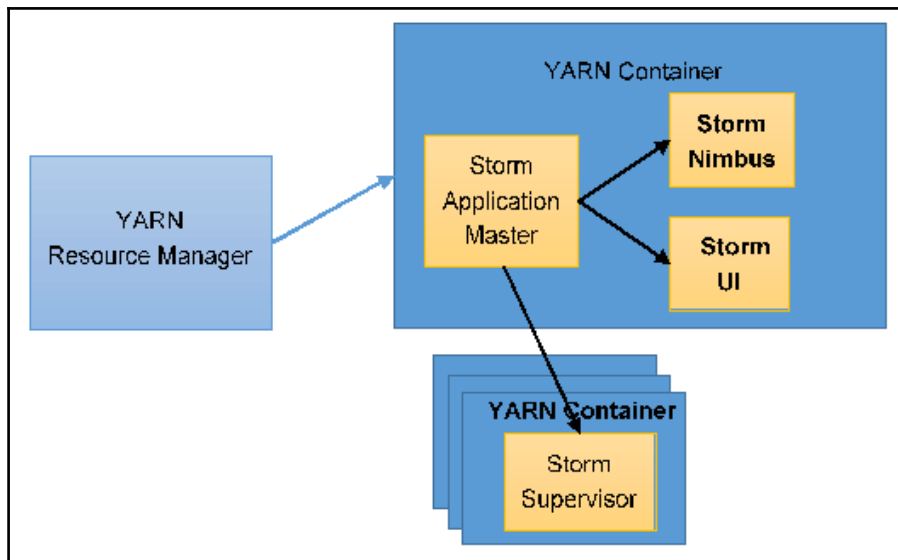 YARN Container
Storm
Nimbus
Storm
Application
Master
YARN
Resource Manager
Storm
UI
YARN Container
Storm
Supervisor